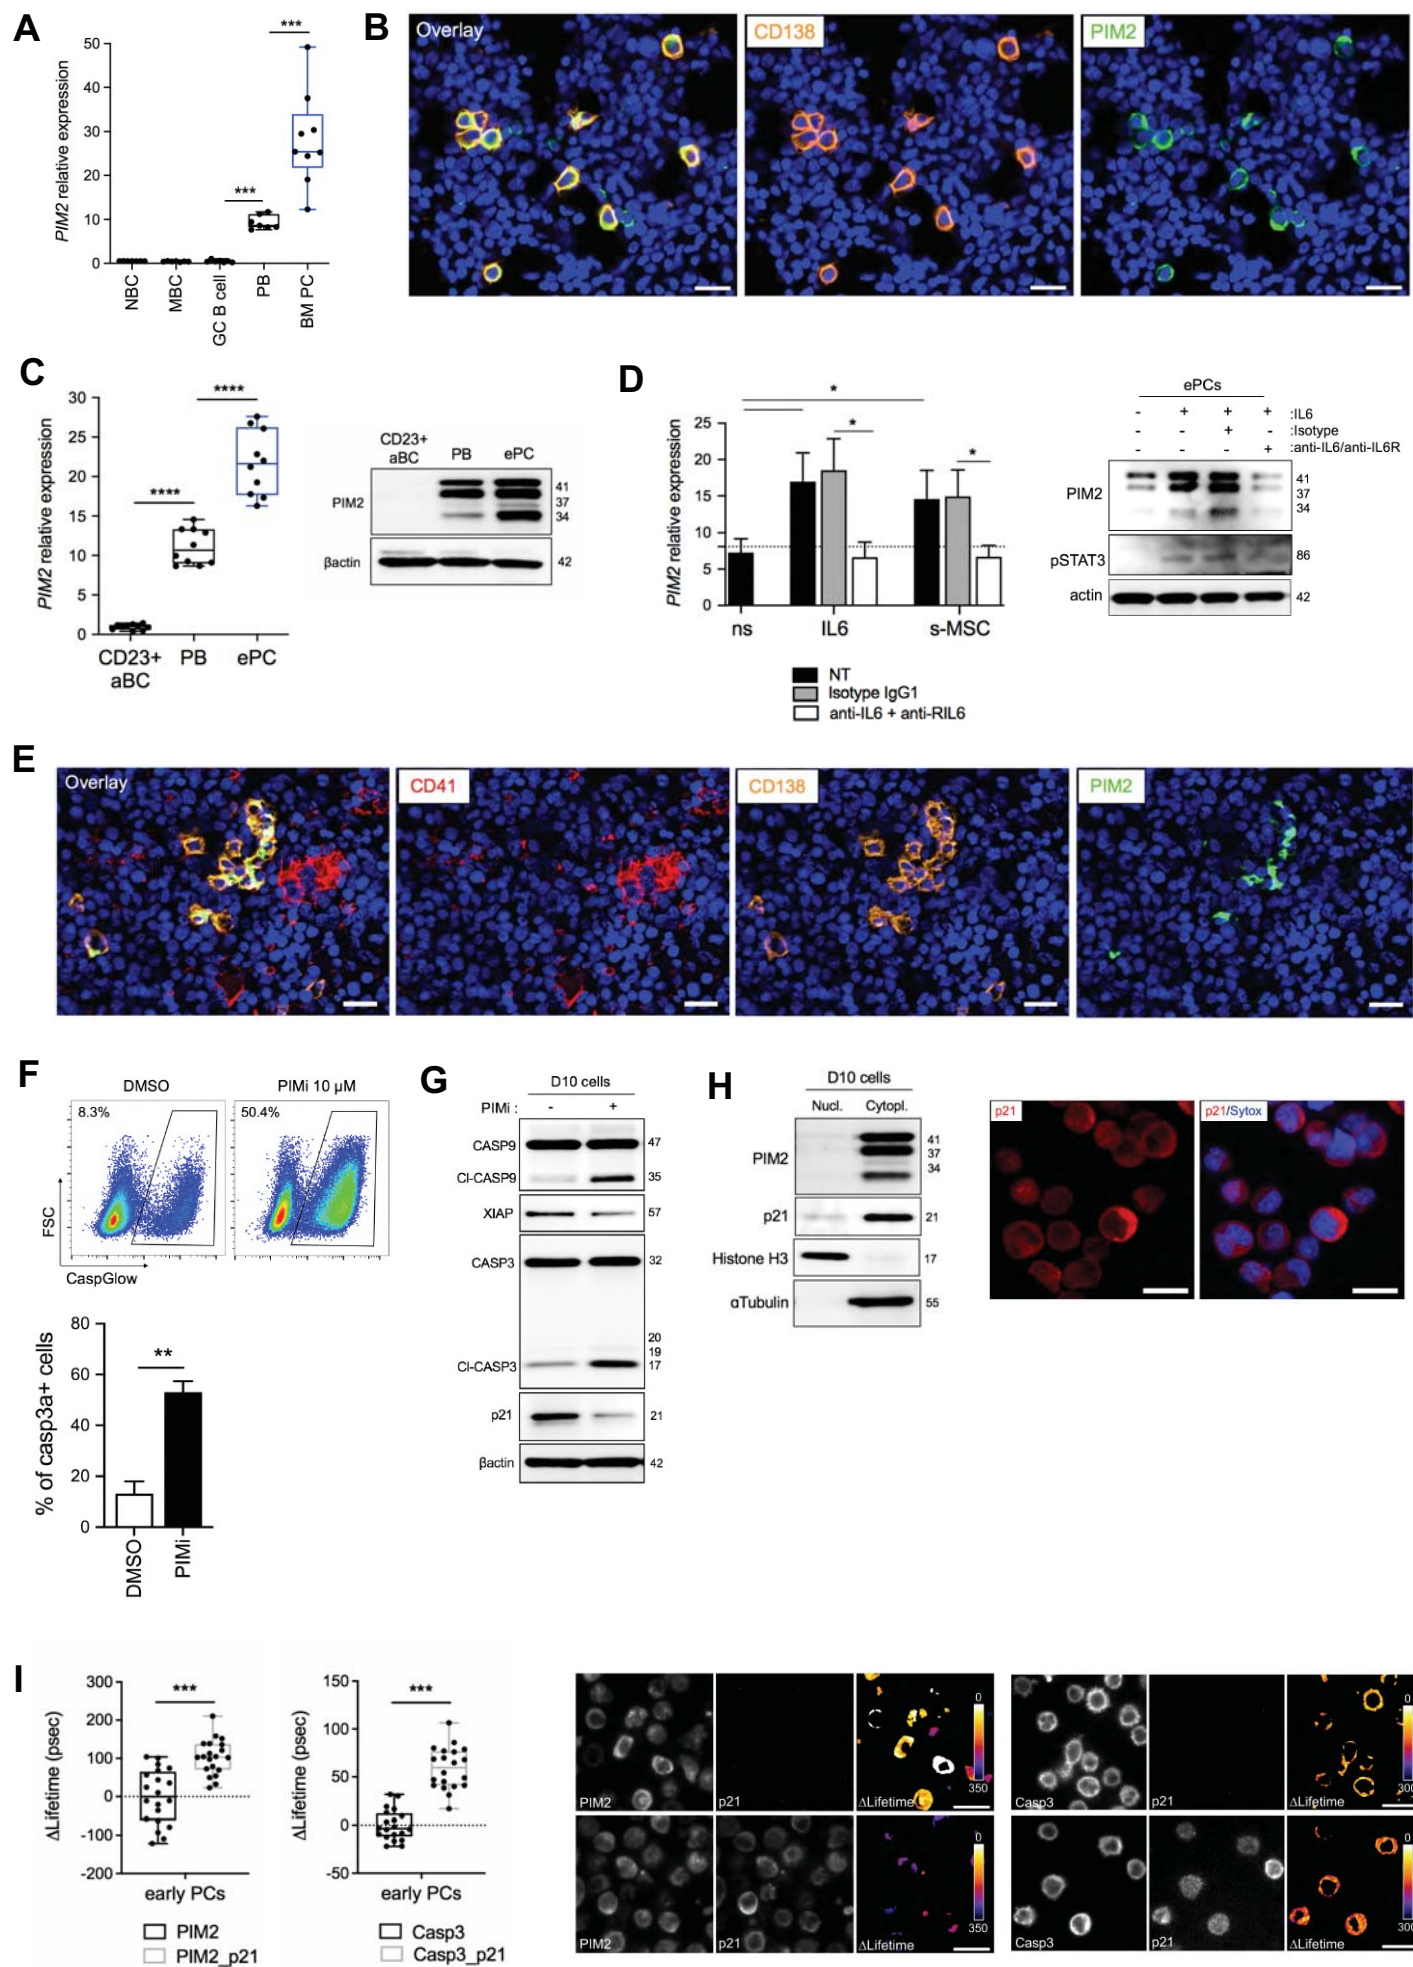 A
***
***
50
40
30
20
10
0
PIM2 relative expression
NBC
MBC
GC B cell
PB
BM PC
B
Overlay
CD138
PIM2
C
****
****
30
25
20
15
10
5
0
PIM2 relative expression
CD23+
aBC
PB
ePC
CD23+
aBC
PB
ePC
PIM2
41
37
34
βactin
42
D
*
*
*
25
20
15
10
5
0
PIM2 relative expression
ns
IL6
s-MSC
NT
Isotype IgG1
anti-IL6 + anti-RIL6
ePCs
- + + + :IL6
- - + - :Isotype
- - - + :anti-IL6/anti-IL6R
PIM2
41
37
34
pSTAT3
86
actin
42
E
Overlay
CD41
CD138
PIM2
F
DMSO
PIMi 10 µM
8.3%
50.4%
FSC
CaspGlow
80
60
40
20
0
**
% of casp3a+ cells
DMSO
PIMi
G
D10 cells
PIMi : - +
CASP9
47
Cl-CASP9
35
XIAP
57
CASP3
32
20
19
Cl-CASP3
17
p21
21
βactin
42
H
D10 cells
Nucl. Cytopl.
PIM2
41
37
34
p21
21
Histone H3
17
αTubulin
55
p21
p21/Sytox
I
300
200
100
0
-100
-200
***
ΔLifetime (psec)
early PCs
PIM2
PIM2_p21
150
100
50
0
-50
***
ΔLifetime (psec)
early PCs
Casp3
Casp3_p21
PIM2
p21
ΔLifetime
0
350
Casp3
p21
ΔLifetime
0
300
PIM2
p21
ΔLifetime
0
350
Casp3
p21
ΔLifetime
0
300